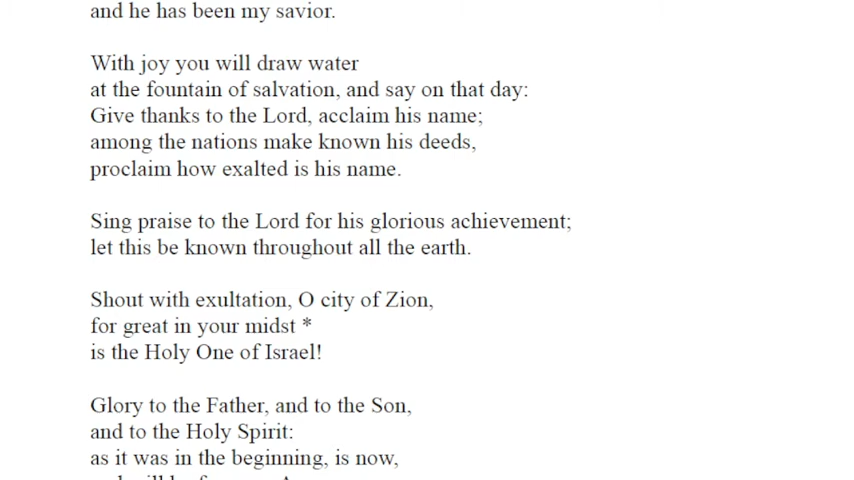 and he has been my savior.
With joy you will draw water
at the fountain of salvation, and say on that day:
Give thanks to the Lord, acclaim his name;
among the nations make known his deeds,
proclaim how exalted is his name.
Sing praise to the Lord for his glorious achievement;
let this be known throughout all the earth.
Shout with exultation, O city of Zion,
for great in your midst *
is the Holy One of Israel!
Glory to the Father, and to the Son,
and to the Holy Spirit:
as it was in the beginning, is now,